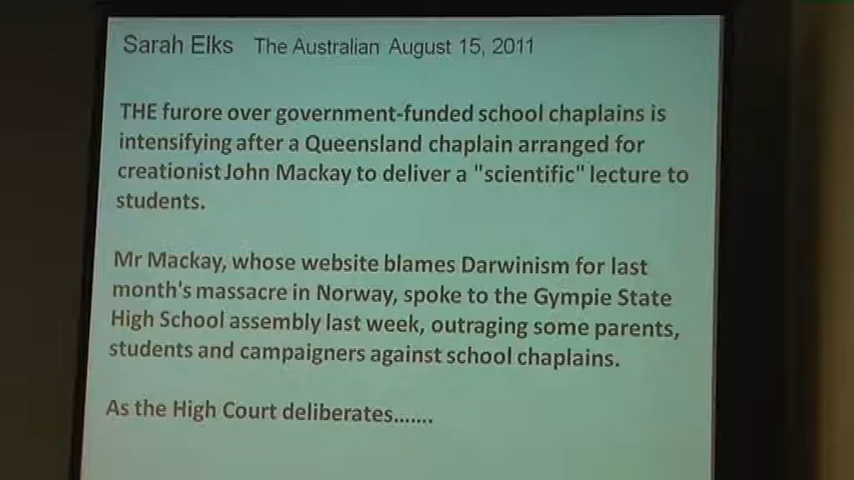 Sarah Elks The Australian August 15, 2011
THE furore over government-funded school chaplains is
intensifying after a Queensland chaplain arranged for
creationist John Mackay to deliver a "scientific" lecture to
students.
Mr Mackay, whose website blames Darwinism for last
month's massacre in Norway, spoke to the Gympie State
High School assembly last week, outraging some parents,
students and campaigners against school chaplains.
As the High Court deliberates.......